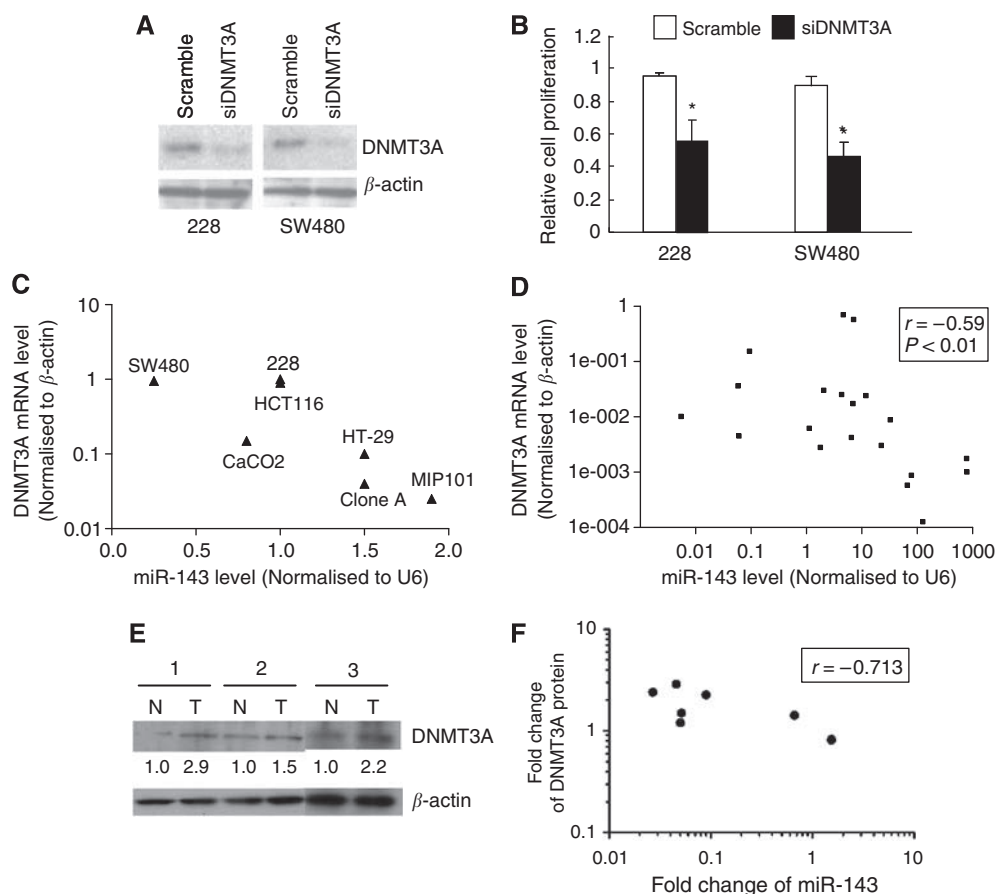 A
Scramble
siDNMT3A
Scramble
siDNMT3A
DNMT3A
β-actin
228
SW480
B
Scramble
siDNMT3A
Relative cell proliferation
1.2
1
0.8
0.6
0.4
0.2
0
*
*
228
SW480
C
DNMT3A mRNA level
(Normalised to β-actin)
10
1
0.1
0.01
SW480
228
HCT116
CaCO2
HT-29
Clone A
MIP101
0.0
0.5
1.0
1.5
2.0
miR-143 level (Normalised to U6)
D
DNMT3A mRNA level
(Normalised to β-actin)
1
1e-001
1e-002
1e-003
1e-004
r = −0.59
P < 0.01
0.01
0.1
1
10
100
1000
miR-143 level (Normalised to U6)
E
1
2
3
N
T
N
T
N
T
DNMT3A
1.0
2.9
1.0
1.5
1.0
2.2
β-actin
F
Fold change
of DNMT3A protein
10
1
0.1
r = −0.713
0.01
0.1
1
10
Fold change of miR-143